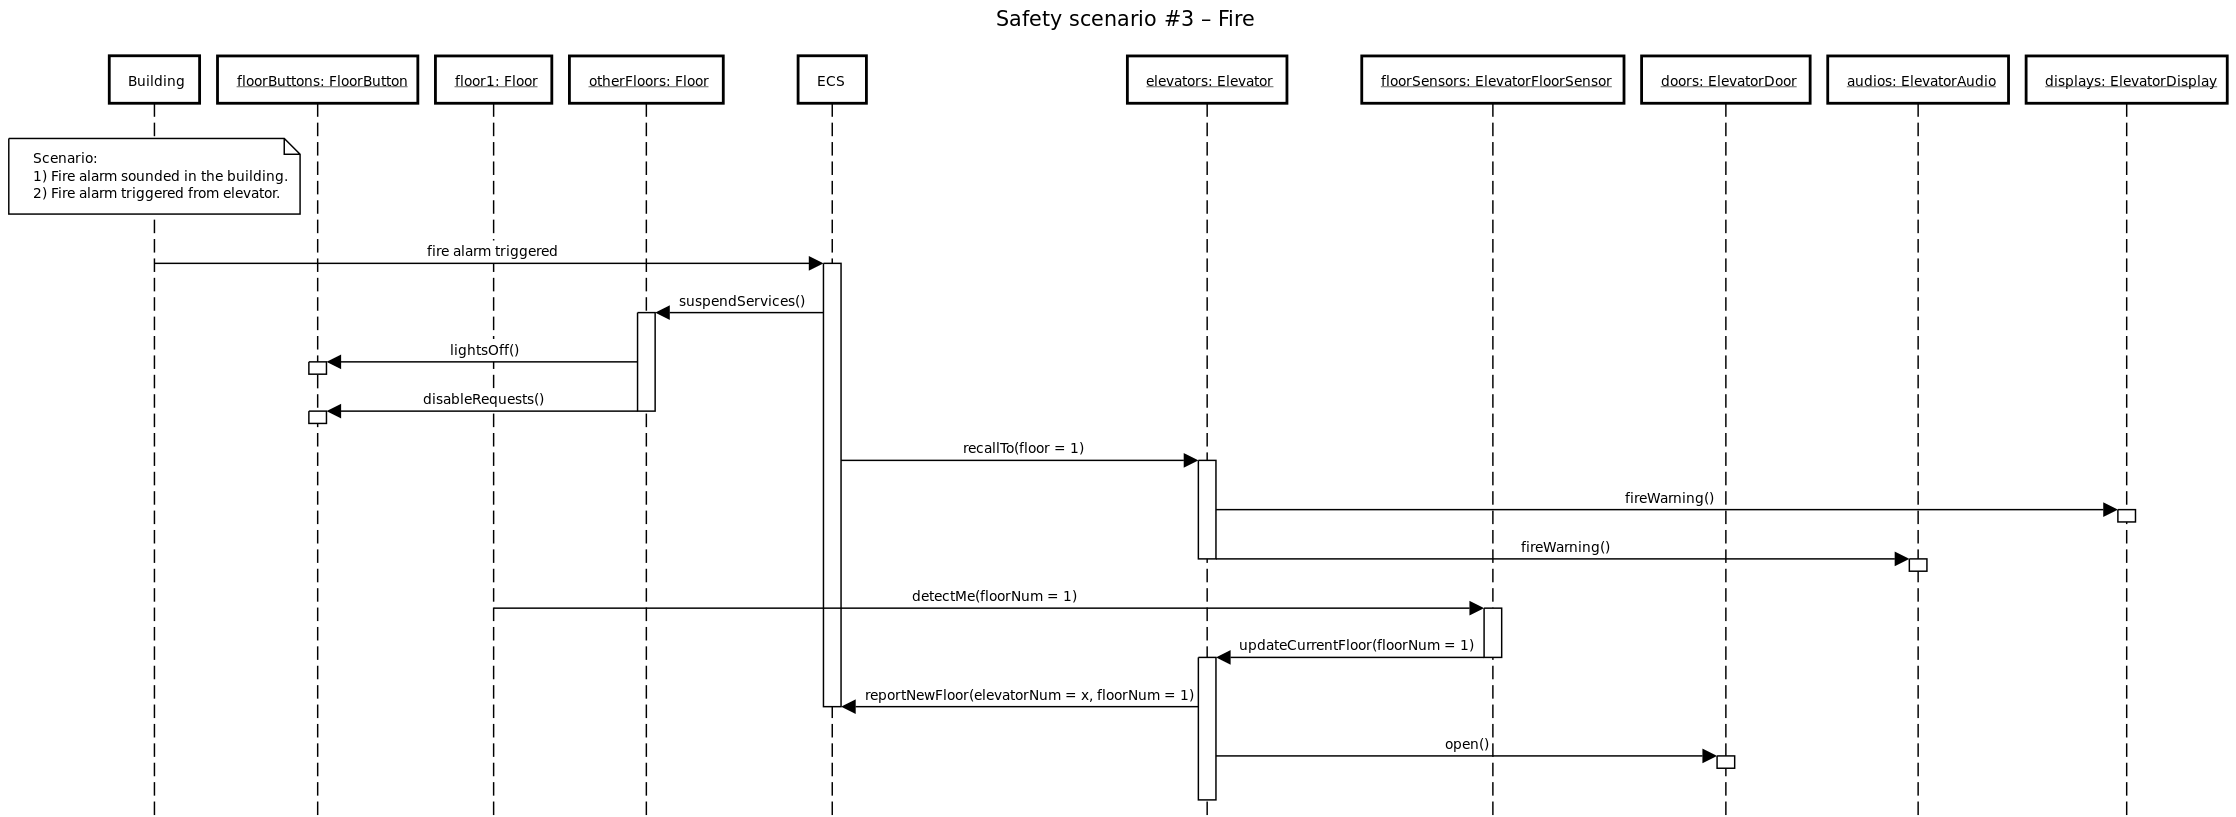 Safety scenario #3 – Fire
Building
floorButtons: FloorButton
floor1: Floor
otherFloors: Floor
ECS
elevators: Elevator
floorSensors: ElevatorFloorSensor
doors: ElevatorDoor
audios: ElevatorAudio
displays: ElevatorDisplay
Scenario:
1) Fire alarm sounded in the building.
2) Fire alarm triggered from elevator.
fire alarm triggered
suspendServices()
lightsOff()
disableRequests()
recallTo(floor = 1)
fireWarning()
fireWarning()
detectMe(floorNum = 1)
updateCurrentFloor(floorNum = 1)
reportNewFloor(elevatorNum = x, floorNum = 1)
open()